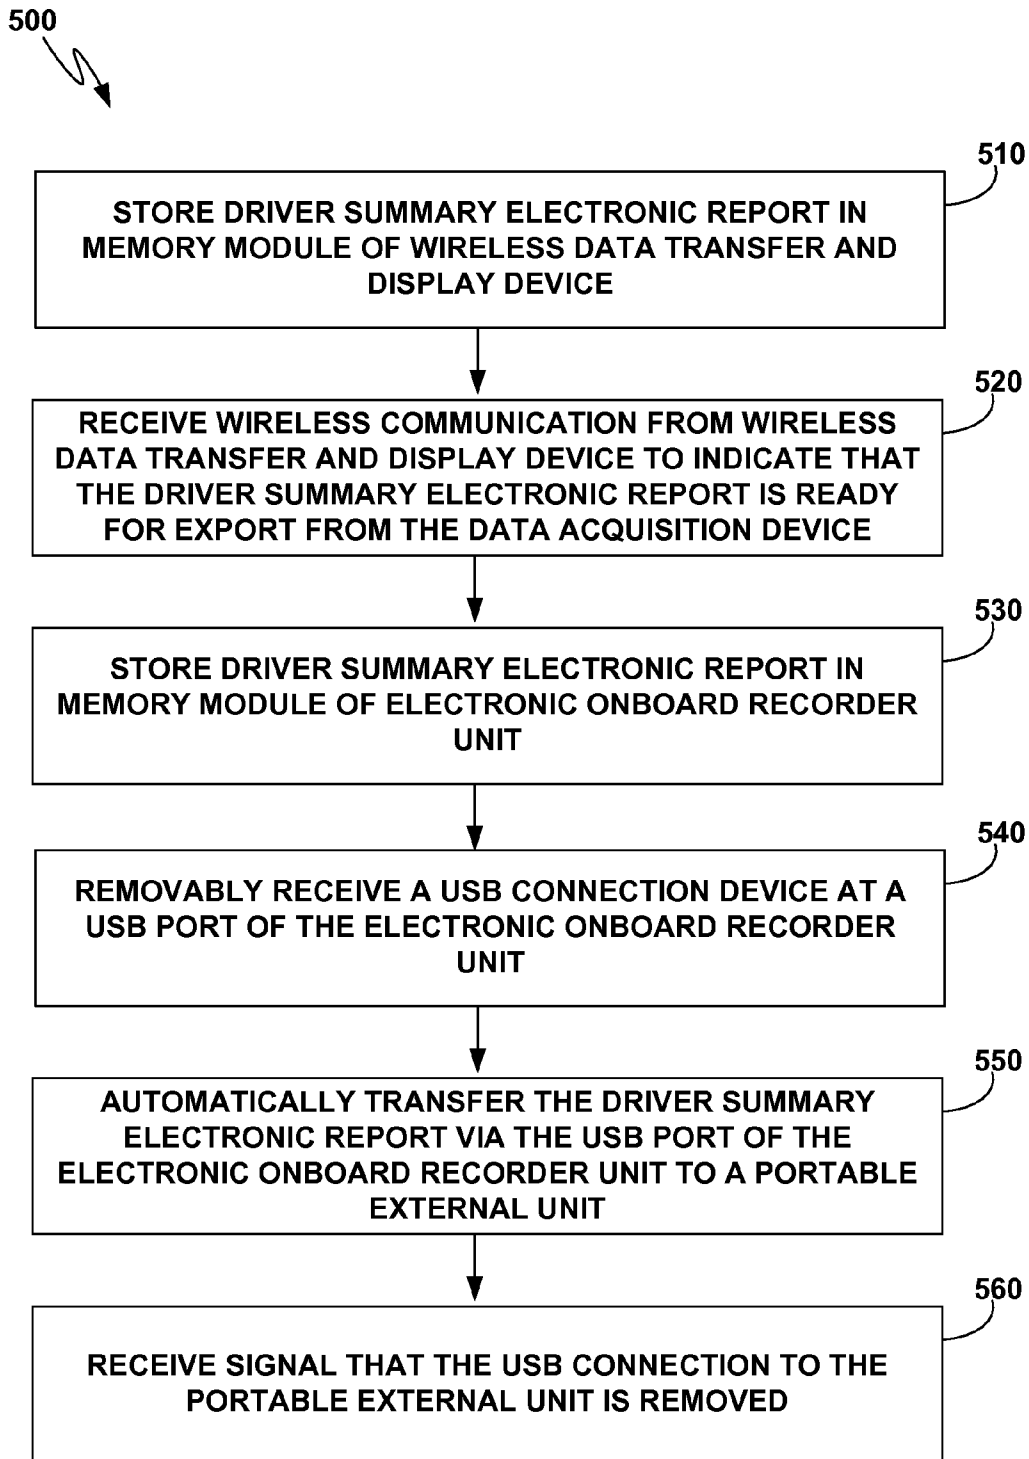 500
510
STORE DRIVER SUMMARY ELECTRONIC REPORT IN
MEMORY MODULE OF WIRELESS DATA TRANSFER AND
DISPLAY DEVICE
520
RECEIVE WIRELESS COMMUNICATION FROM WIRELESS
DATA TRANSFER AND DISPLAY DEVICE TO INDICATE THAT
THE DRIVER SUMMARY ELECTRONIC REPORT IS READY
FOR EXPORT FROM THE DATA ACQUISITION DEVICE
530
STORE DRIVER SUMMARY ELECTRONIC REPORT IN
MEMORY MODULE OF ELECTRONIC ONBOARD RECORDER
UNIT
540
REMOVABLY RECEIVE A USB CONNECTION DEVICE AT A
USB PORT OF THE ELECTRONIC ONBOARD RECORDER
UNIT
550
AUTOMATICALLY TRANSFER THE DRIVER SUMMARY
ELECTRONIC REPORT VIA THE USB PORT OF THE
ELECTRONIC ONBOARD RECORDER UNIT TO A PORTABLE
EXTERNAL UNIT
560
RECEIVE SIGNAL THAT THE USB CONNECTION TO THE
PORTABLE EXTERNAL UNIT IS REMOVED